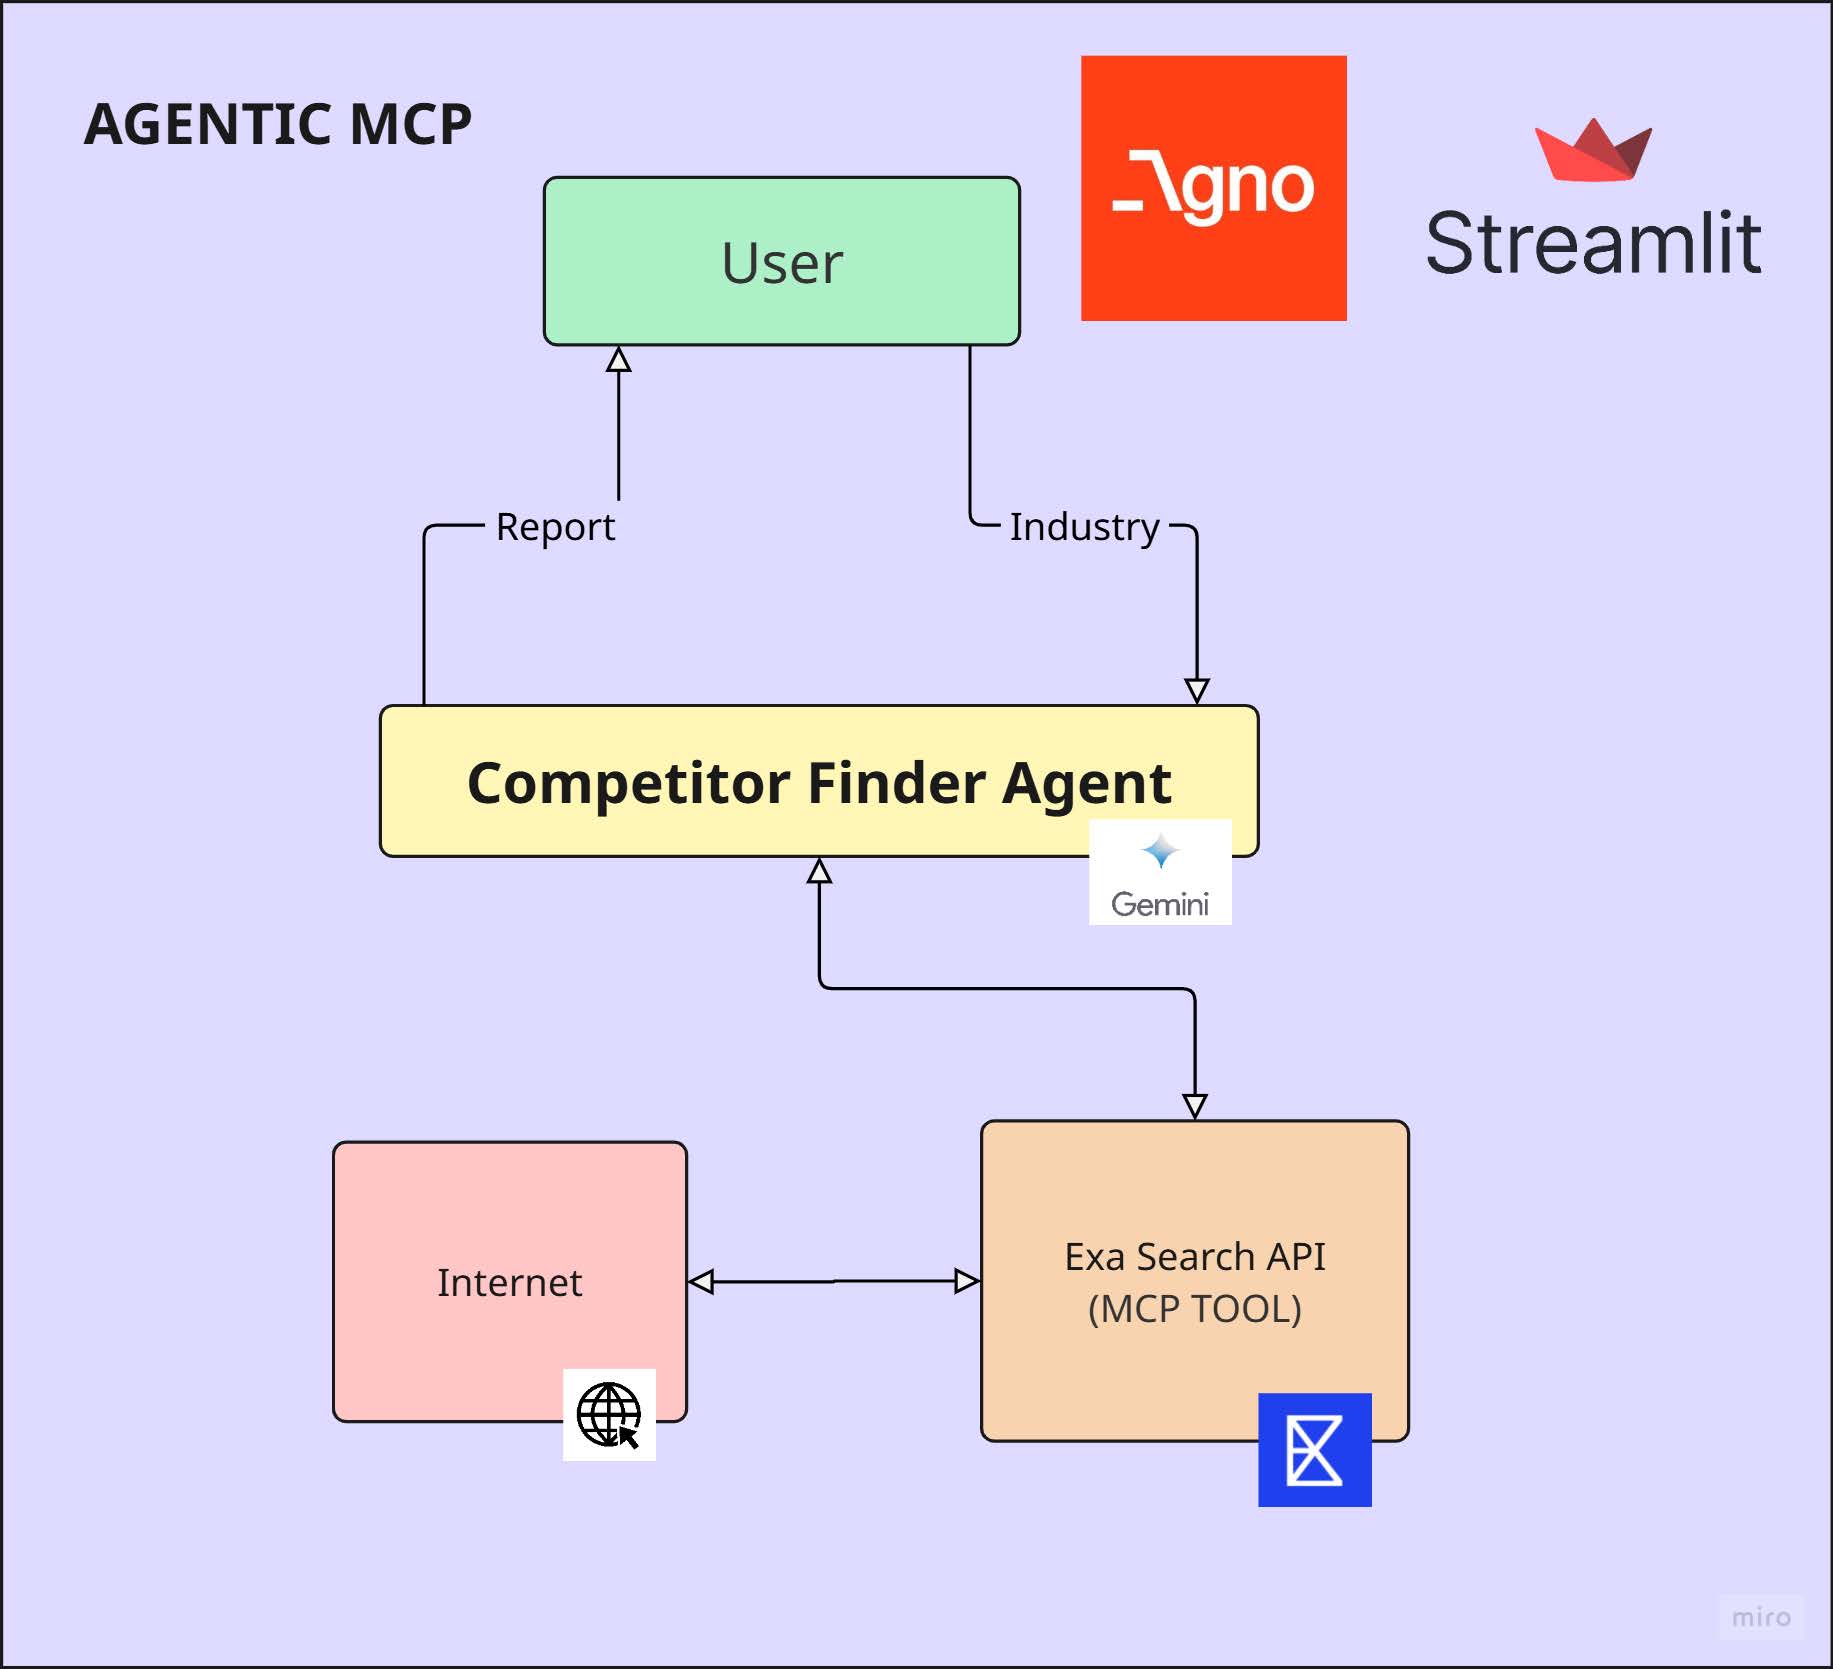 AGENTIC MCP
Agno
Streamlit
User
Report
Industry
Competitor Finder Agent
Gemini
Internet
Exa Search API
(MCP TOOL)
miro